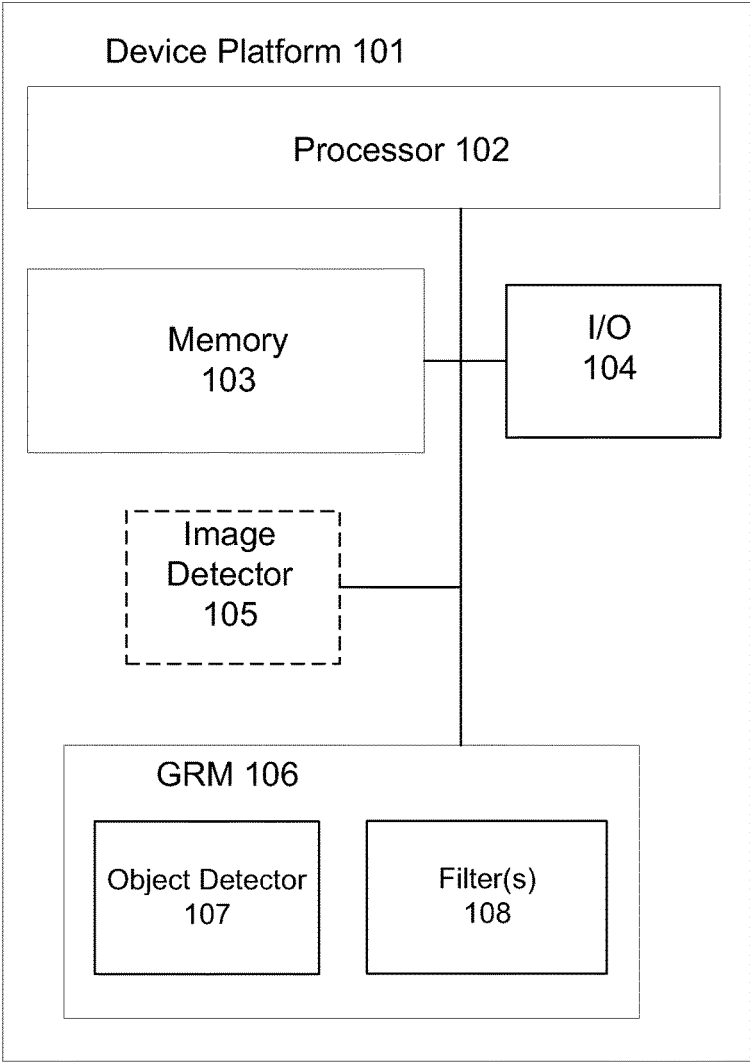 Device Platform 101
Processor 102
Memory
103
I/O
104
Image
Detector
105
GRM 106
Object Detector
107
Filter(s)
108